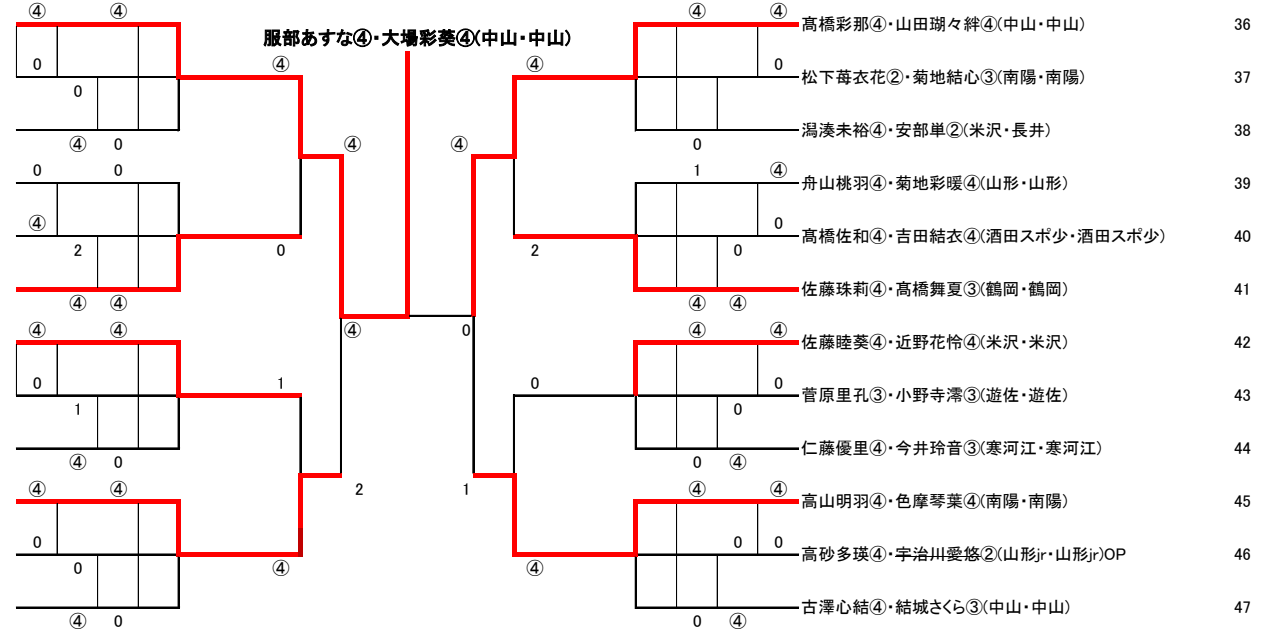 ④ ④ ④ ④ 髙橋彩那④・山田瑚々絆④(中山・中山) 36
服部あすな④・大場彩葵④(中山・中山)
0 ④ ④ 0
0 松下苺衣花②・菊地結心③(南陽・南陽) 37
④ 0 0 潟湊未裕④・安部単②(米沢・長井) 38
④ ④
0 0 1 ④
舟山桃羽④・菊地彩暖④(山形・山形) 39
④ 0
2 0 2 0 髙橋佐和④・吉田結衣④(酒田スポ少・酒田スポ少) 40
④ ④ ④ ④ 佐藤珠莉④・髙橋舞夏③(鶴岡・鶴岡) 41
④ ④ ④ 0 ④ ④
佐藤睦葵④・近野花怜④(米沢・米沢) 42
0 1 0 0
1 0 菅原里孔③・小野寺澪③(遊佐・遊佐) 43
④ 0 0 ④ 仁藤優里④・今井玲音③(寒河江・寒河江) 44
④ ④ 2 1 ④ ④
高山明羽④・色摩琴葉④(南陽・南陽) 45
0 0 0
0 ④ ④ 高砂多瑛④・宇治川愛悠②(山形jr・山形jr)OP 46
④ 0 0 ④ 古澤心結④・結城さくら③(中山・中山) 47